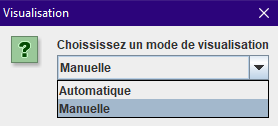 Visualisation
?
Choississez un mode de visualisation
Manuelle
Automatique
Manuelle